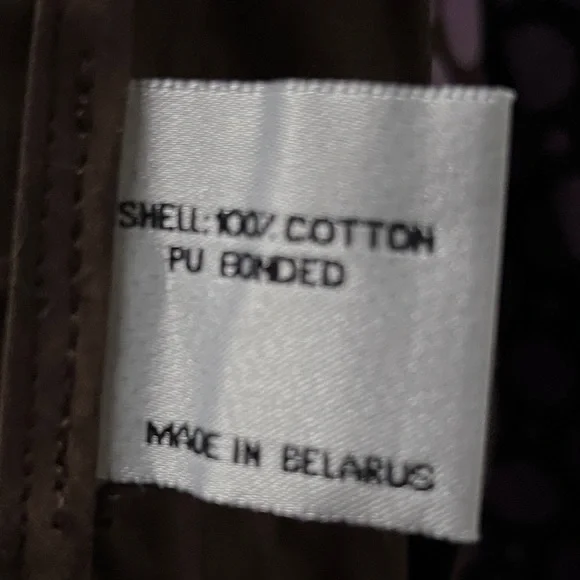 SHELL: 100% COTTON
PU BONDED
MADE IN BELARUS